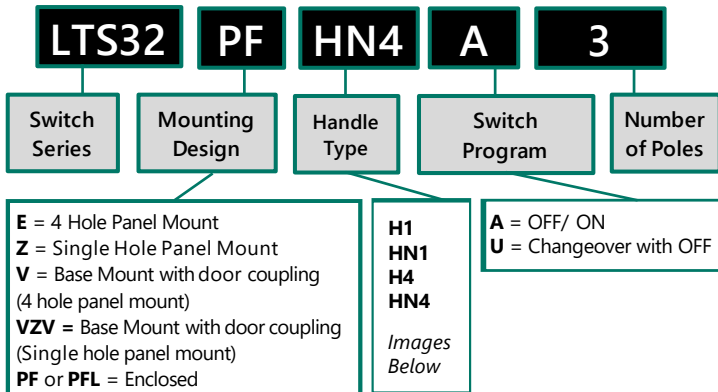 LTS32 PF HN4 A 3
Switch Series
Mounting Design
Handle Type
Switch Program
Number of Poles
E = 4 Hole Panel Mount
Z = Single Hole Panel Mount
V = Base Mount with door coupling
(4 hole panel mount)
VZV = Base Mount with door coupling
(Single hole panel mount)
PF or PFL = Enclosed
H1
HN1
H4
HN4
Images
Below
A = OFF/ ON
U = Changeover with OFF